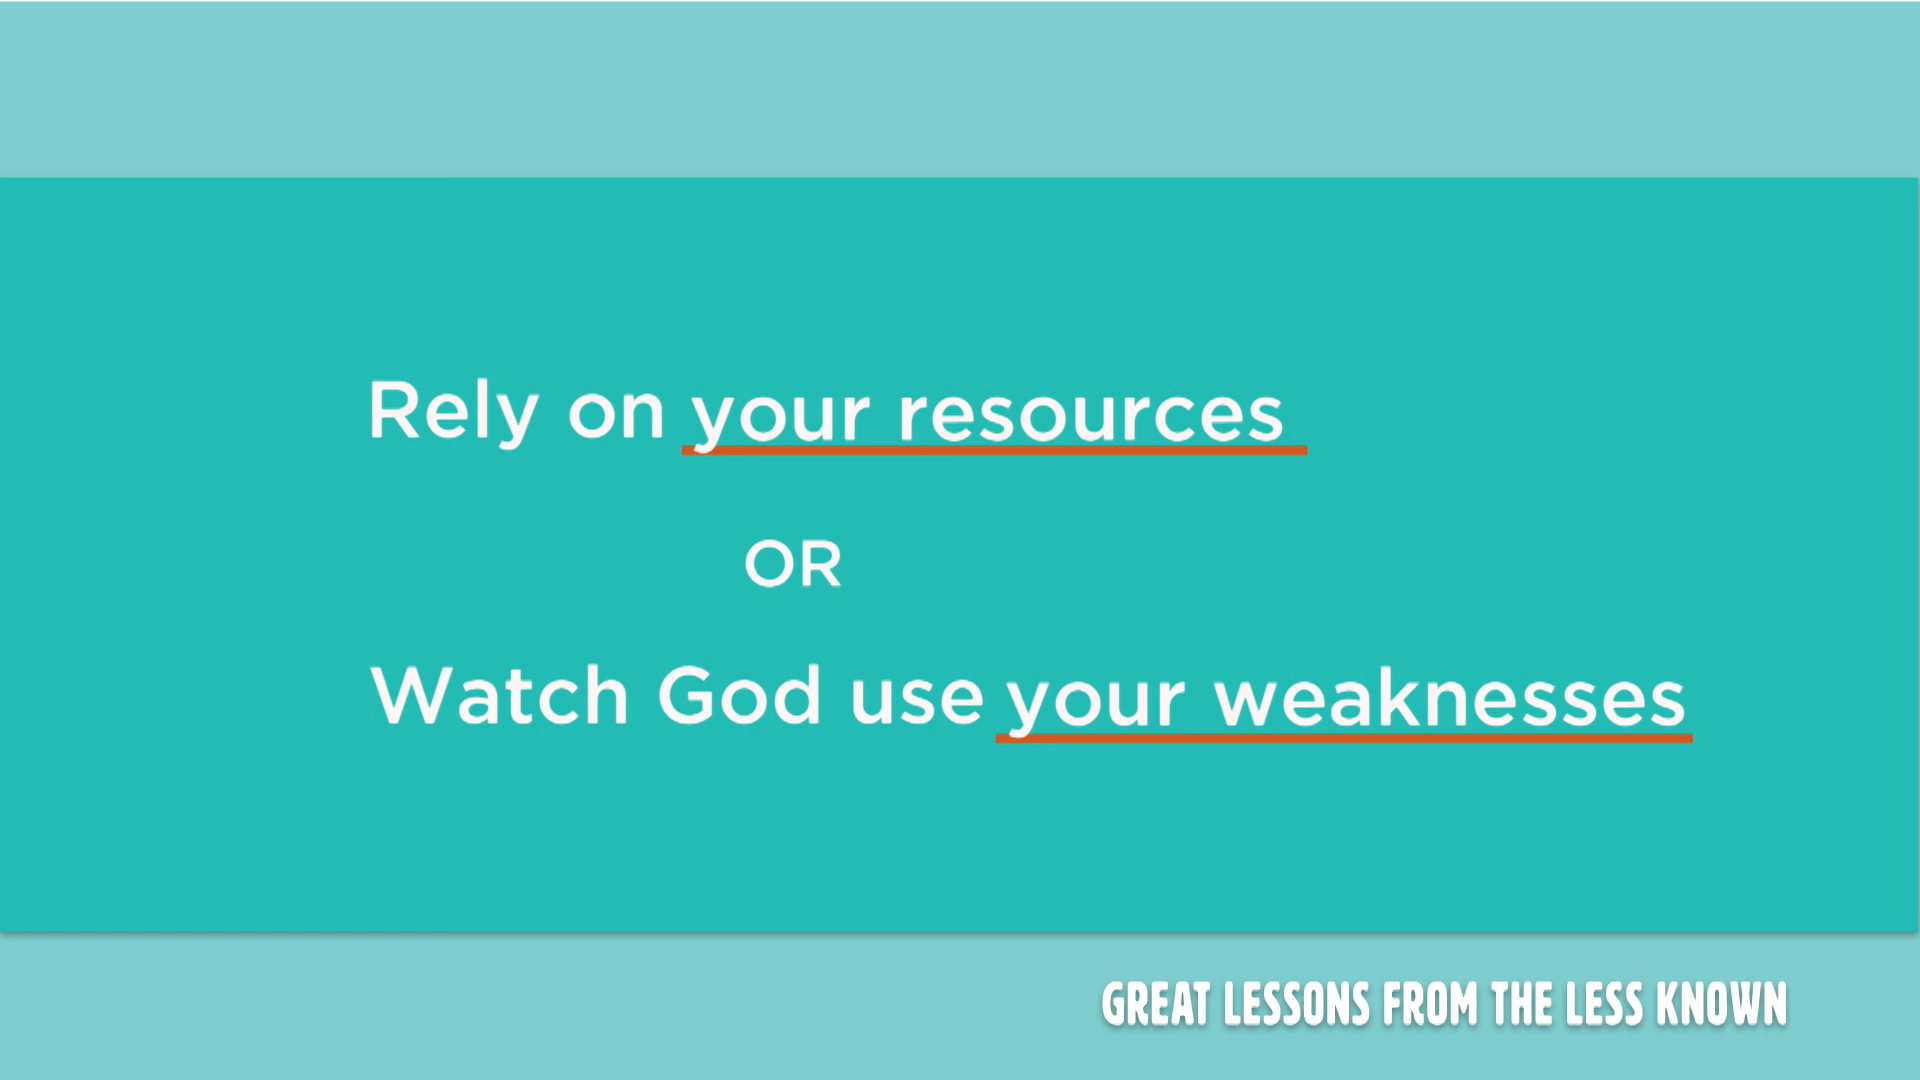 Rely on your resources
OR
Watch God use your weaknesses
GREAT LESSONS FROM THE LESS KNOWN